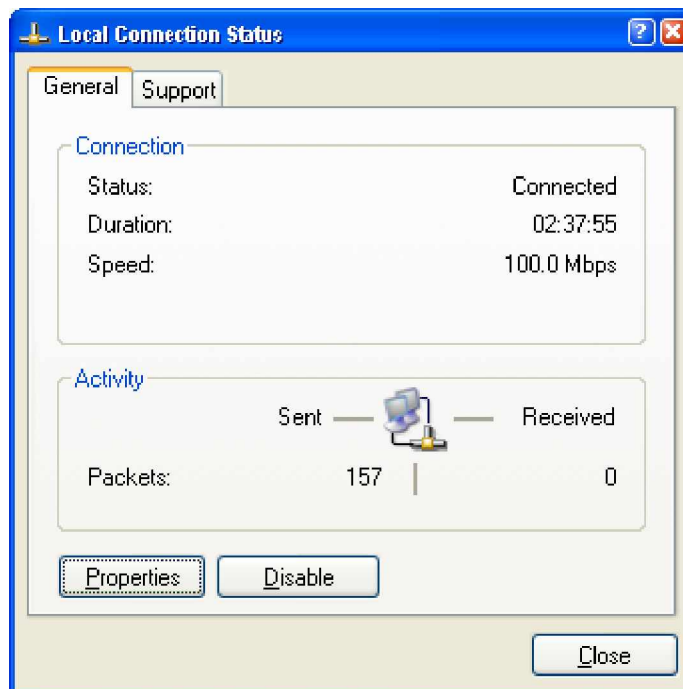 Local Connection Status
General
Support
Connection
Status: Connected
Duration: 02:37:55
Speed: 100.0 Mbps
Activity
Sent Received
Packets: 157 0
Properties Disable
Close